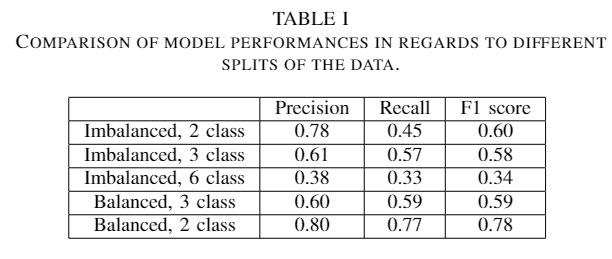 TABLE I
COMPARISON OF MODEL PERFORMANCES IN REGARDS TO DIFFERENT
SPLITS OF THE DATA.
Precision Recall F1 score
Imbalanced, 2 class 0.78 0.45 0.60
Imbalanced, 3 class 0.61 0.57 0.58
Imbalanced, 6 class 0.38 0.33 0.34
Balanced, 3 class 0.60 0.59 0.59
Balanced, 2 class 0.80 0.77 0.78